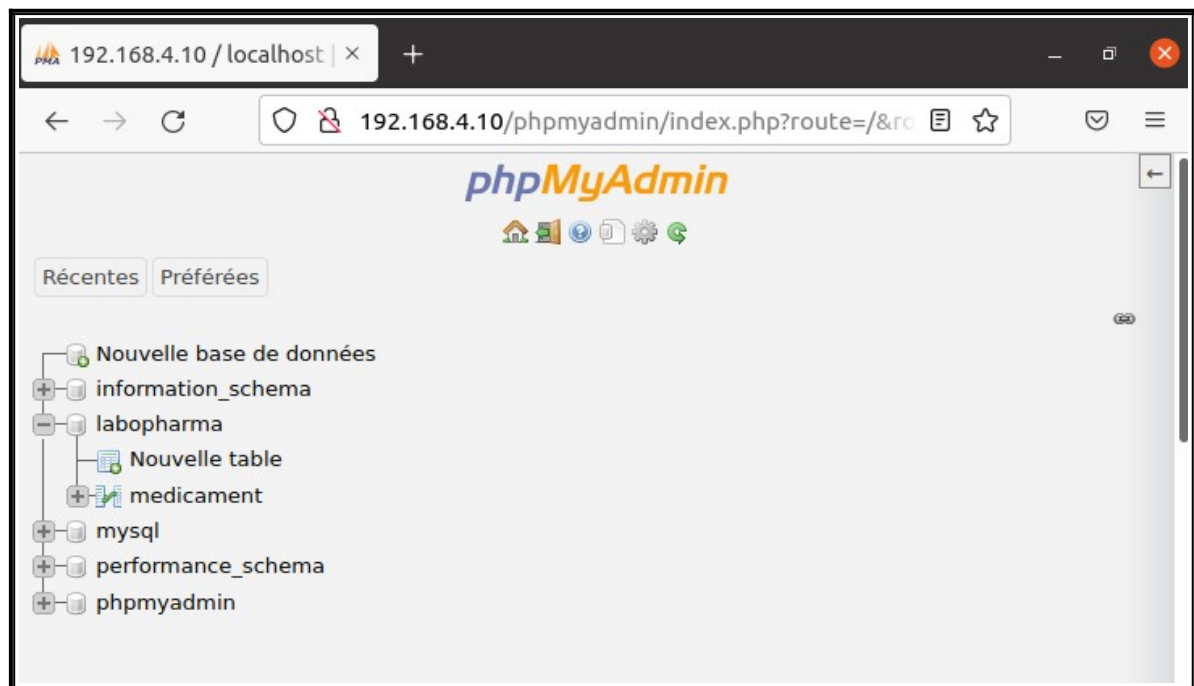 PMA 192.168.4.10 / localhost |
192.168.4.10/phpmyadmin/index.php?route=/&ro
phpMyAdmin
Récentes Préférées
Nouvelle base de données
information_schema
labopharma
Nouvelle table
medicament
mysql
performance_schema
phpmyadmin